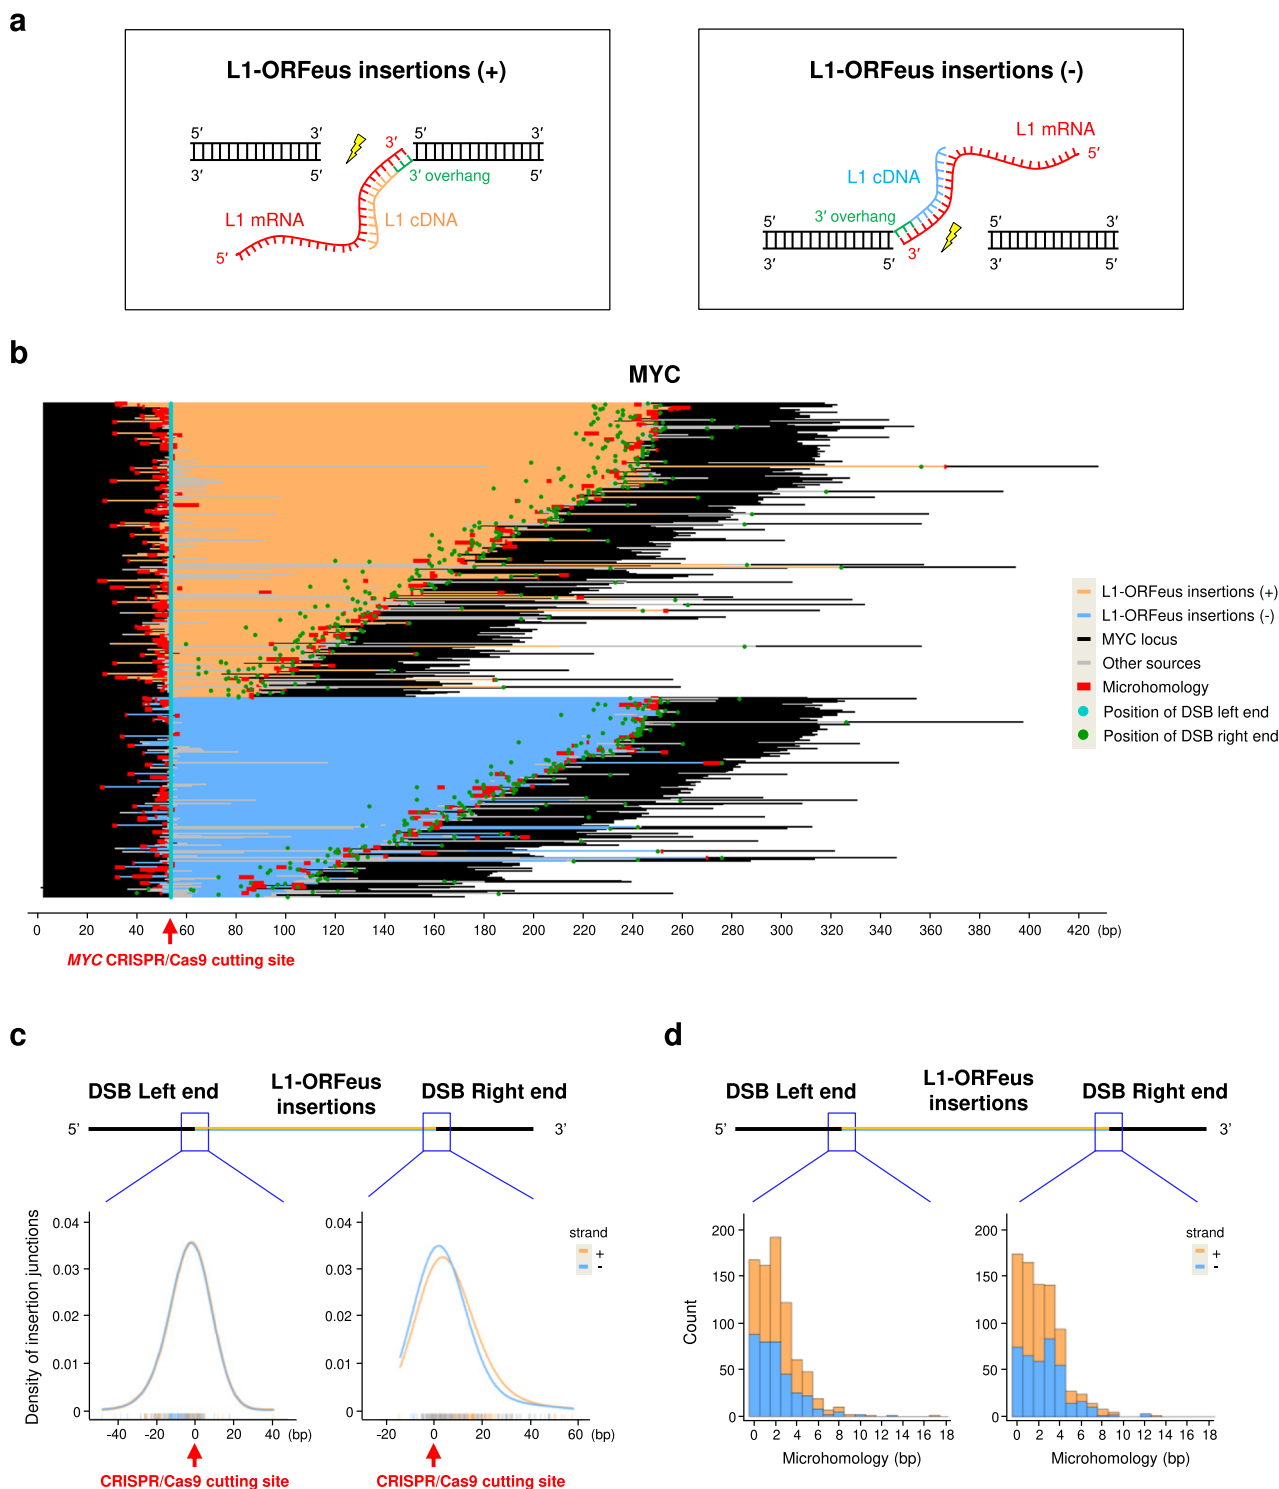 a
L1-ORFeus insertions (+)
5′ 3′ 3′ 5′ 3′
3′ 5′ 3′ overhang 5′
L1 mRNA L1 cDNA
5′
L1-ORFeus insertions (-)
L1 mRNA
5′
L1 cDNA
3′ overhang
5′ 5′ 3′
3′
3′ 5′ 3′ 5′
b
MYC
L1-ORFeus insertions (+)
L1-ORFeus insertions (-)
MYC locus
Other sources
Microhomology
Position of DSB left end
Position of DSB right end
0 20 40 60 80 100 120 140 160 180 200 220 240 260 280 300 320 340 360 380 400 420 (bp)
MYC CRISPR/Cas9 cutting site
c
DSB Left end L1-ORFeus insertions DSB Right end
5’ 3’
Density of insertion junctions
0.04
0.03
0.02
0.01
0
-40 -20 0 20 40 (bp)
CRISPR/Cas9 cutting site
0.04
0.03
0.02
0.01
0
-20 0 20 40 60 (bp)
CRISPR/Cas9 cutting site
strand
+
-
d
DSB Left end L1-ORFeus insertions DSB Right end
5’ 3’
Count
200
150
100
50
0
0 2 4 6 8 10 12 14 16 18
Microhomology (bp)
200
150
100
50
0
0 2 4 6 8 10 12 14 16 18
Microhomology (bp)
strand
+
-